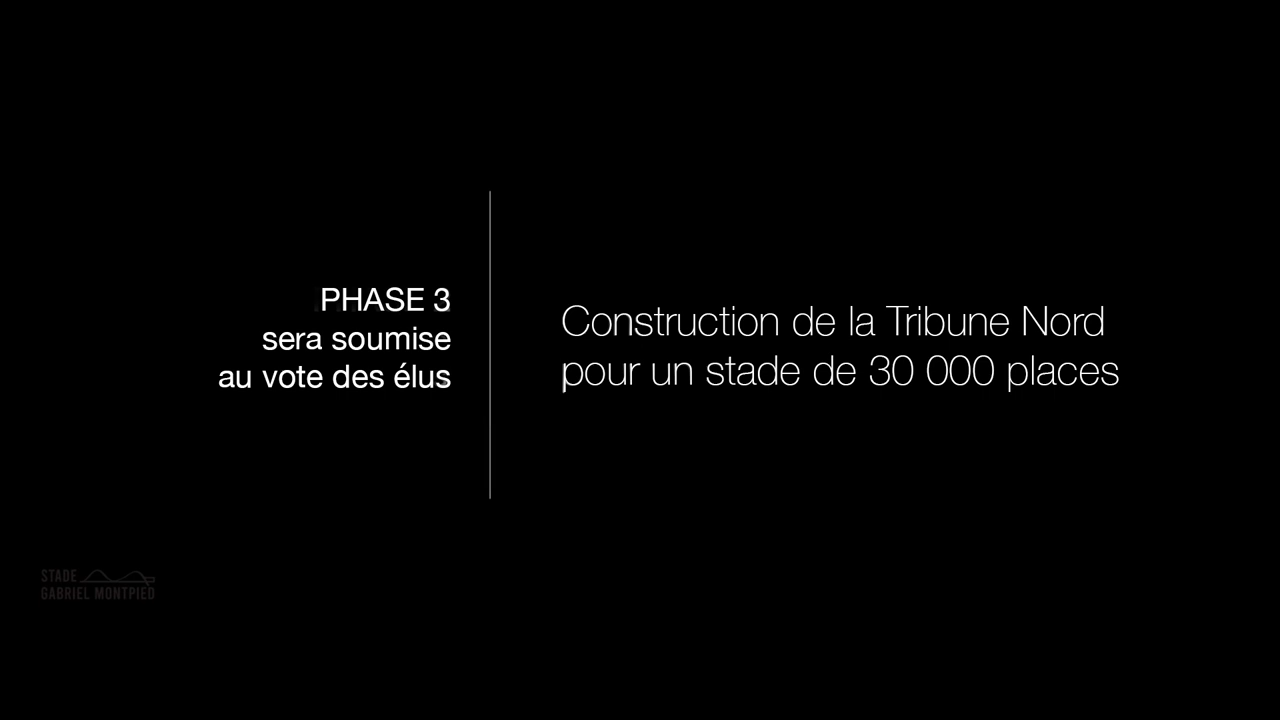 PHASE 3
sera soumise
au vote des élus
Construction de la Tribune Nord
pour un stade de 30 000 places
STADE
GABRIEL MONTPIED